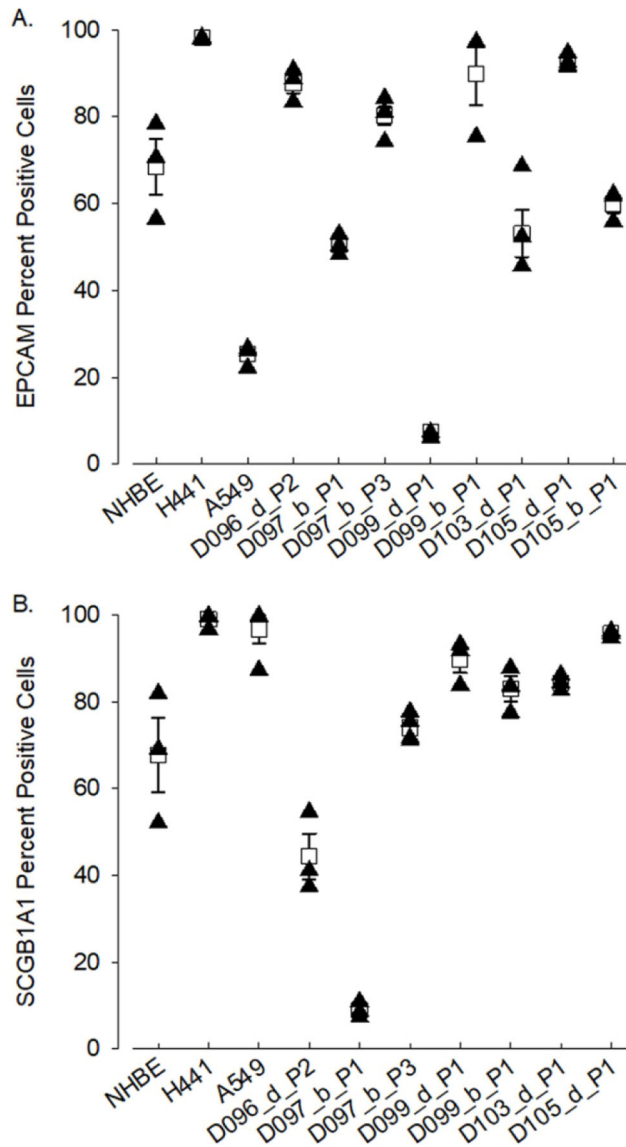 A.
EPCAM Percent Positive Cells
100
80
60
40
20
0
NHBE
H441
A549
D096_d_P2
D097_b_P1
D097_b_P3
D099_d_P1
D099_b_P1
D103_d_P1
D105_d_P1
D105_b_P1
B.
SCGB1A1 Percent Positive Cells
100
80
60
40
20
0
NHBE
H441
A549
D096_d_P2
D097_b_P1
D097_b_P3
D099_d_P1
D099_b_P1
D103_d_P1
D105_d_P1